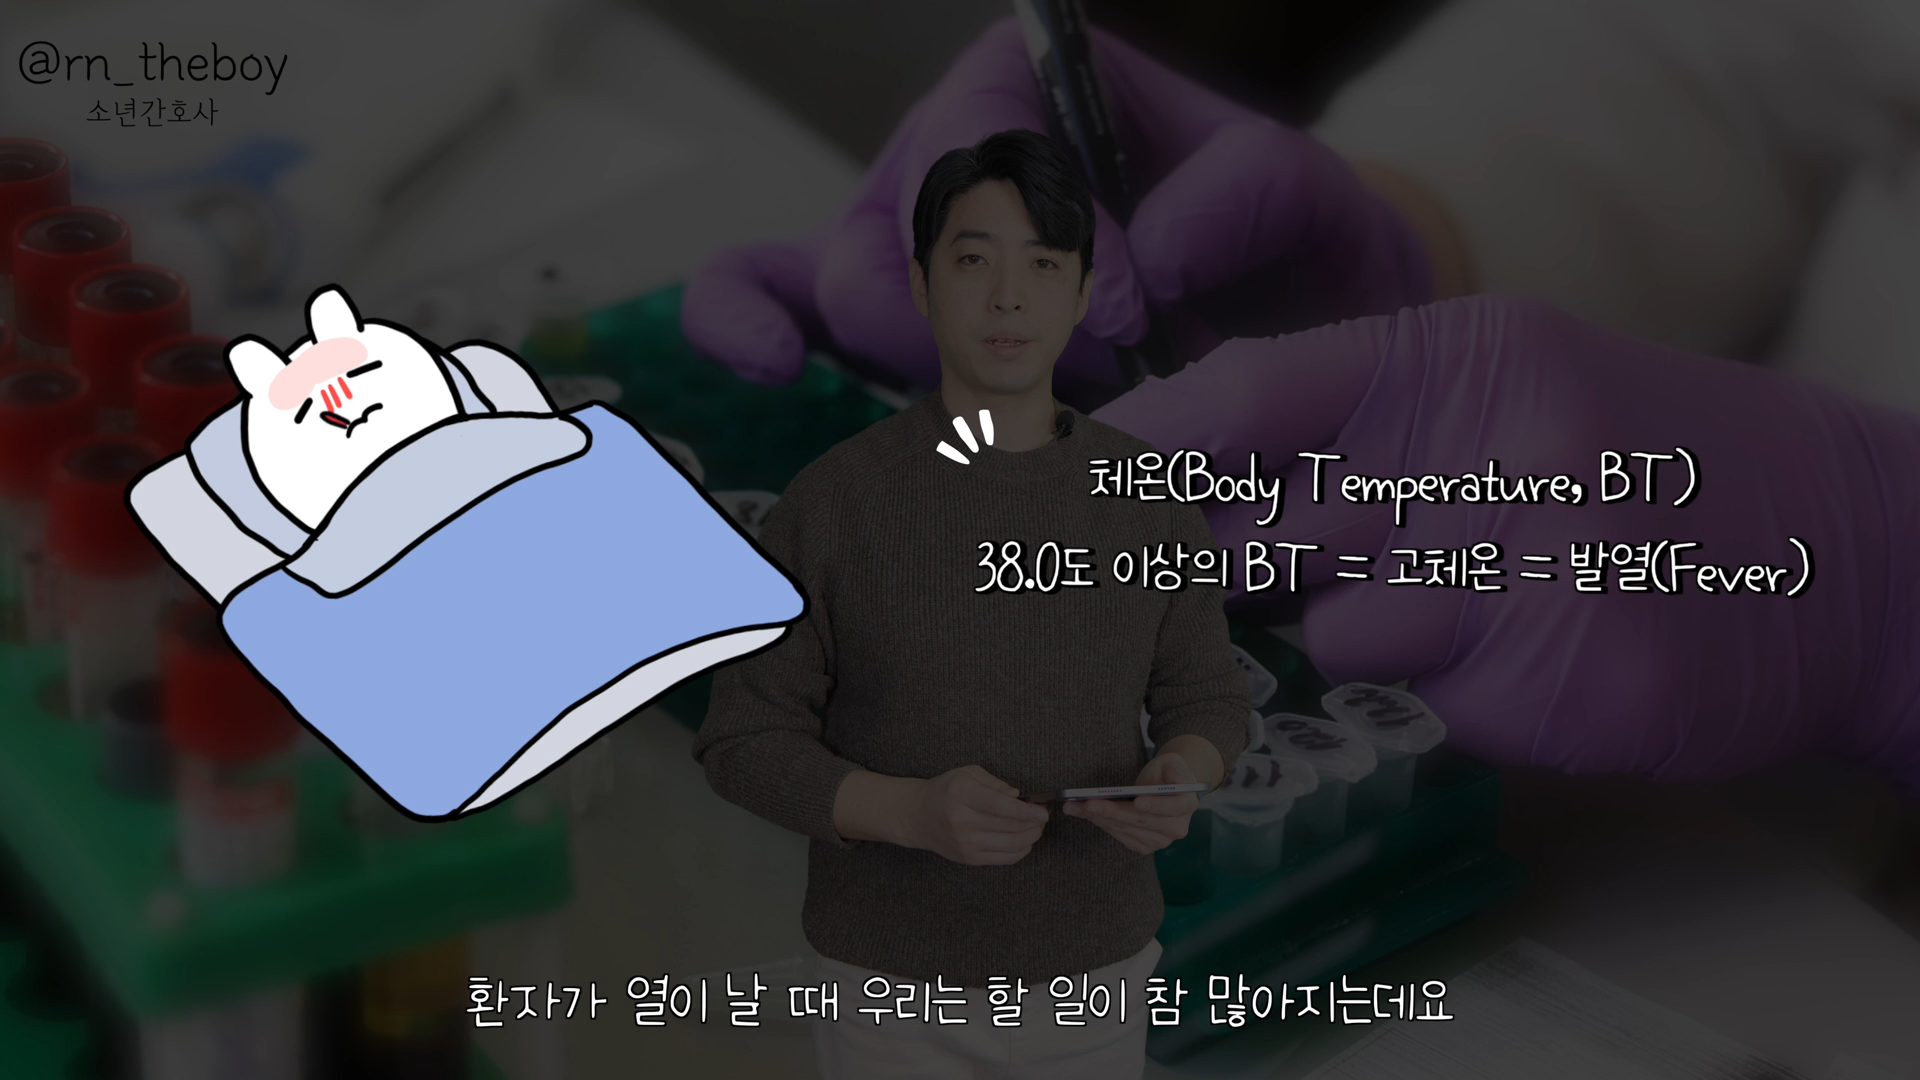 @rn_theboy
소년간호사
체온(Body Temperature, BT)
38.0도 이상의 BT = 고체온 = 발열(Fever)
환자가 열이 날 때 우리는 할 일이 참 많아지는데요